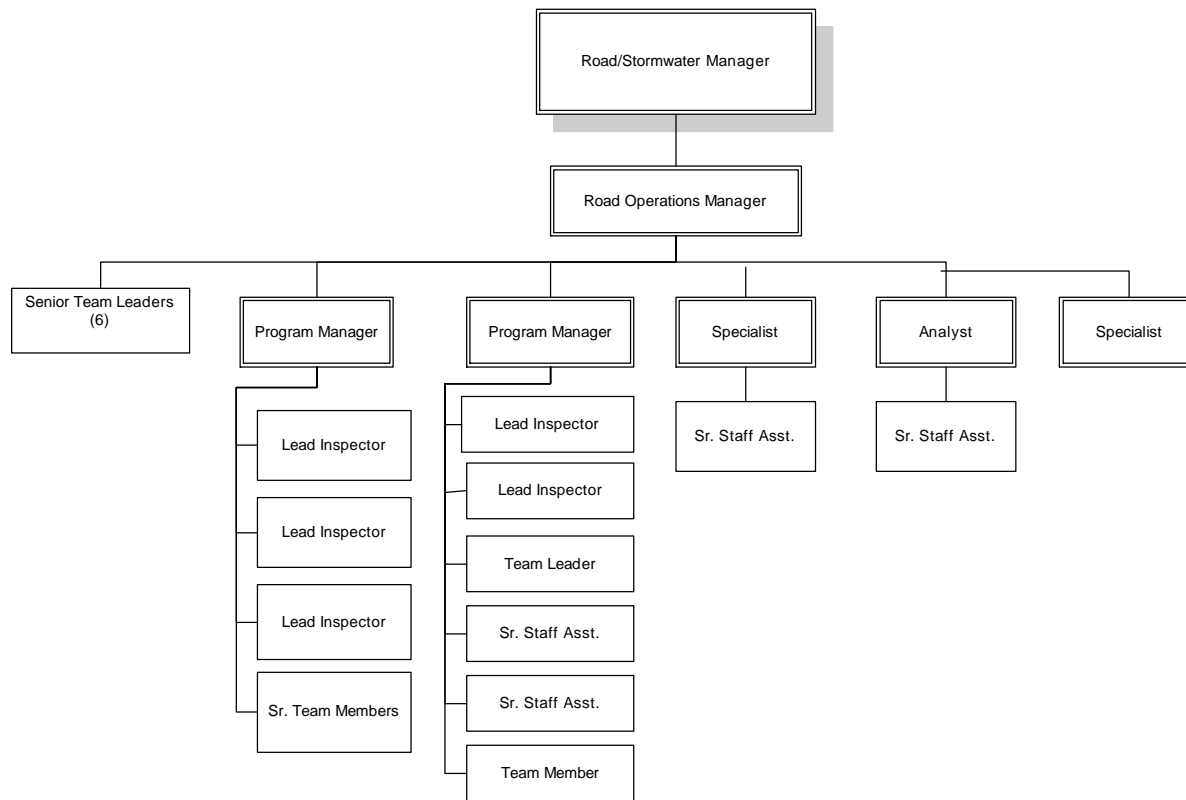 Road/Stormwater Manager
Road Operations Manager
Senior Team Leaders
(6)
Program Manager
Program Manager
Specialist
Analyst
Specialist
Lead Inspector
Lead Inspector
Lead Inspector
Sr. Team Members
Lead Inspector
Lead Inspector
Team Leader
Sr. Staff Asst.
Sr. Staff Asst.
Team Member
Sr. Staff Asst.
Sr. Staff Asst.